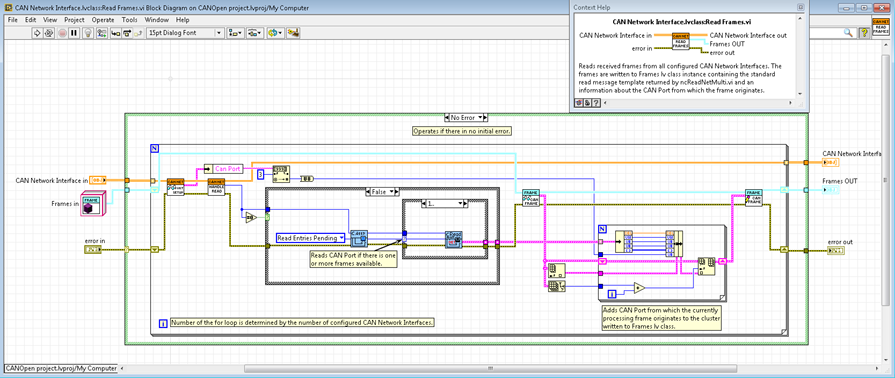 CAN Network Interface.lvclass:Read Frames.vi Block Diagram on CANOpen project.lvproj/My Computer
Context Help
File Edit View Project Operate Tools Window Help
15pt Dialog Font
CAN Network Interface.lvclass:Read Frames.vi
CAN Network Interface in
CAN Network Interface out
Frames OUT
error in
error out
Reads received frames from all configured CAN Network Interfaces. The
frames are written to Frames lv class instance containing the standard
read message template returned by ncReadNetMulti.vi and an
information about the CAN Port from which the frame originates.
No Error
Operates if there is no initial error.
N
Can Port
CAN Network Interface in
Frames in
FRAME
error in
3
False
1..
Read Entries Pending
Reads CAN Port if there is one
or more frames available.
N
i
Adds CAN Port from which the currently
processing frame originates to the cluster
written to Frames lv class.
i
Number of the for loop is determined by the number of configured CAN Network Interfaces.
CAN Network Interfa
Frames OUT
error out
CANOpen project.lvproj/My Computer